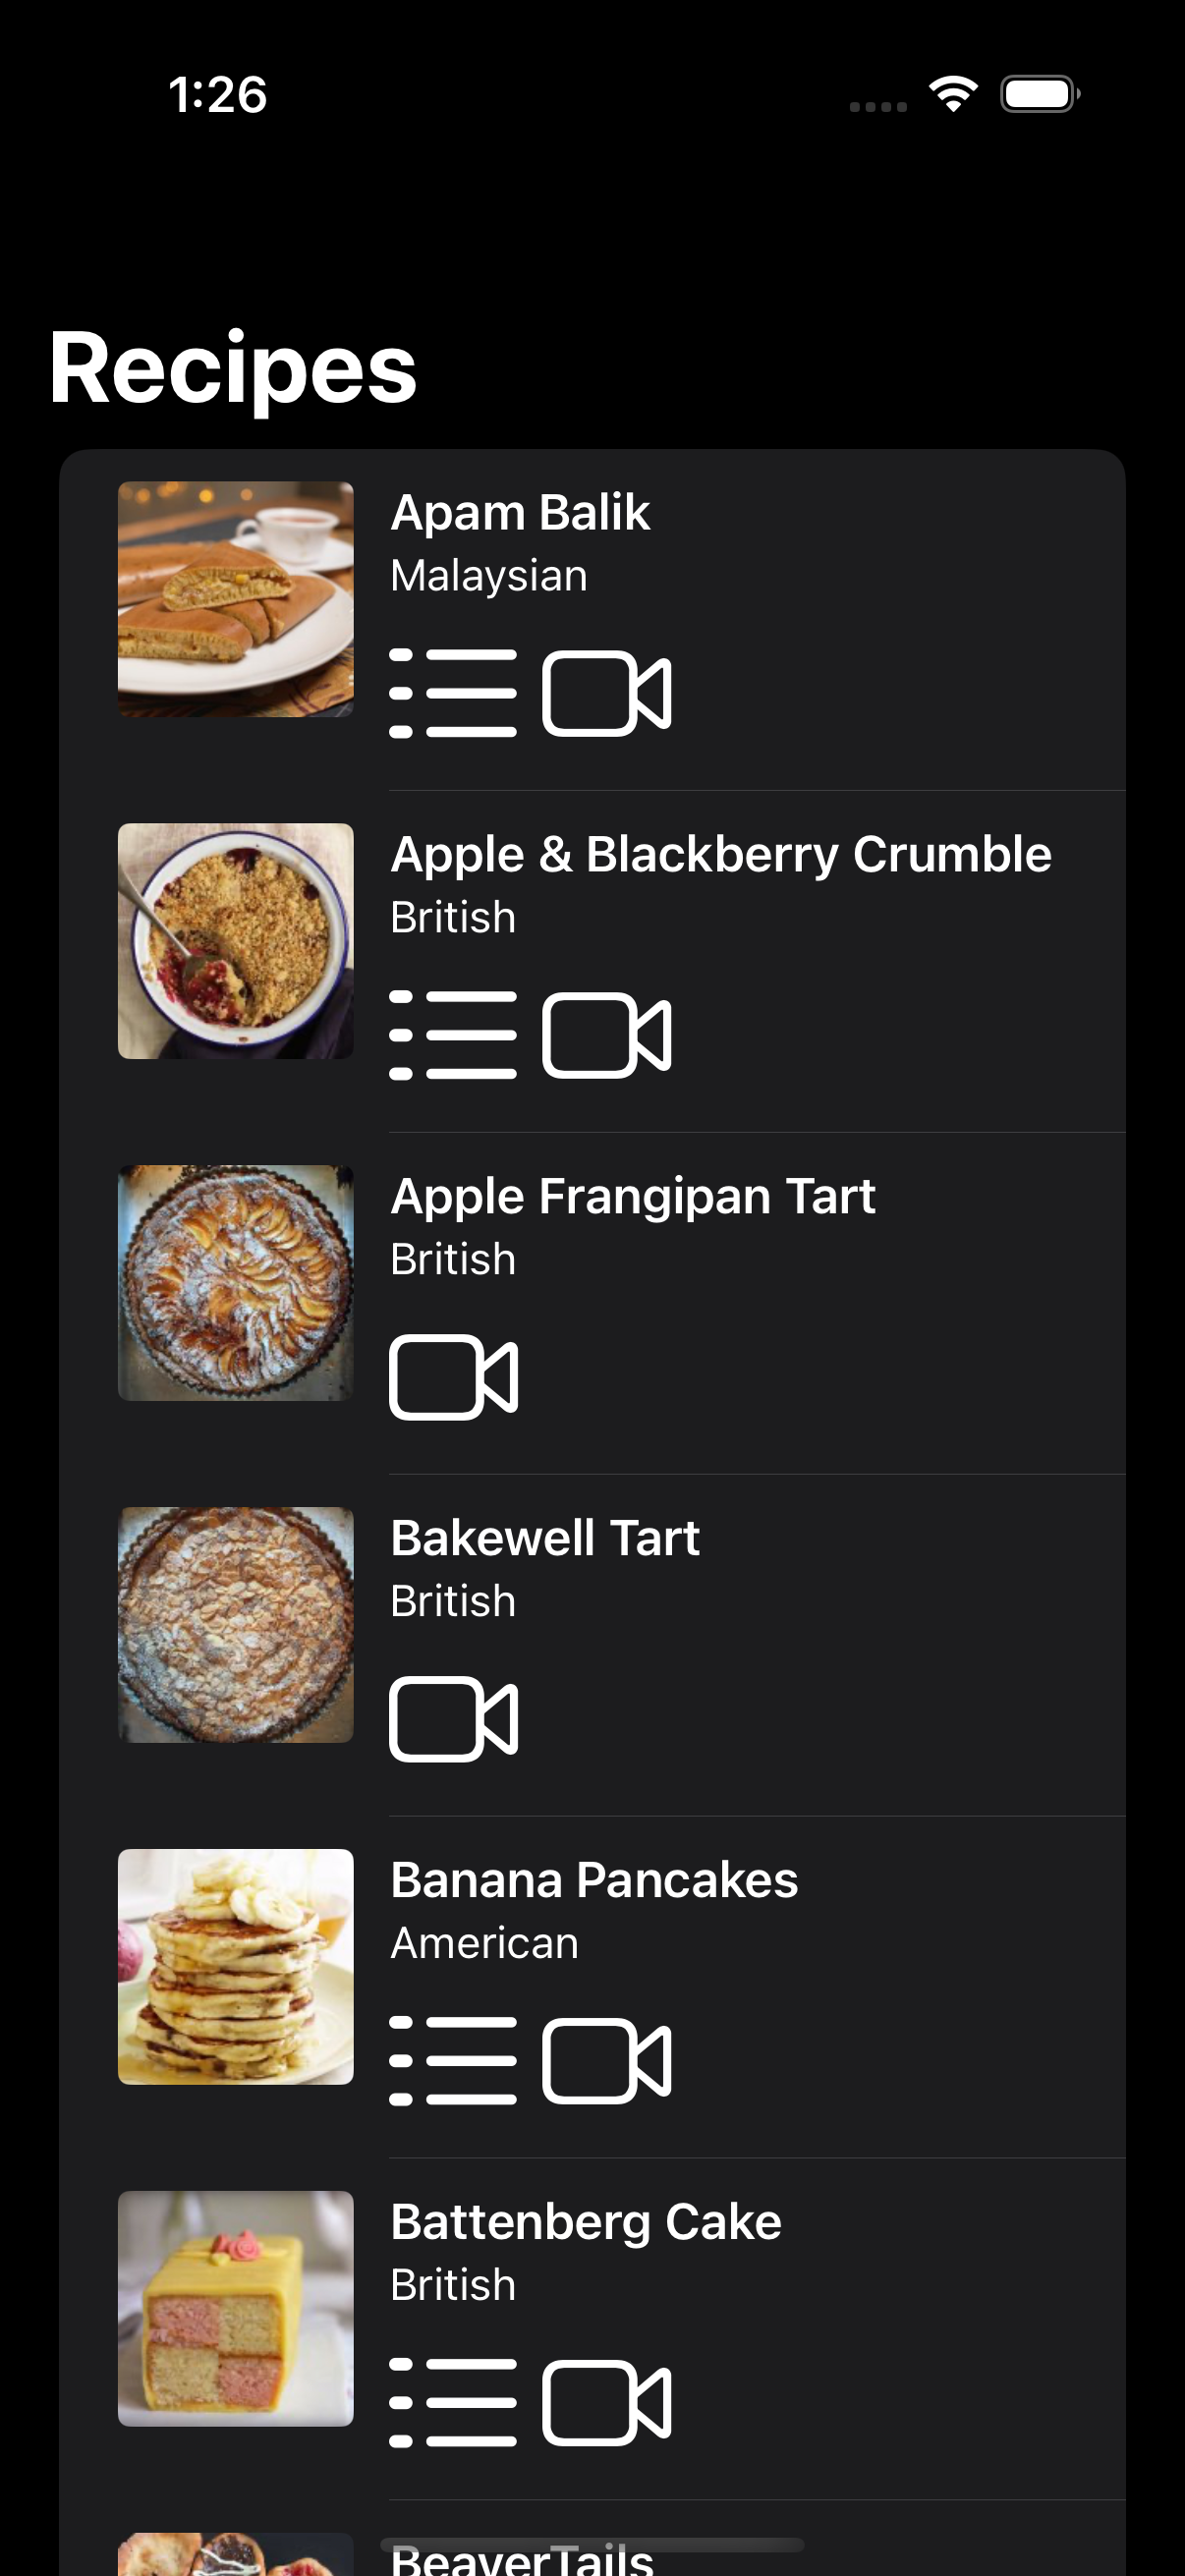 1:26
Recipes
Apam Balik
Malaysian
Apple & Blackberry Crumble
British
Apple Frangipan Tart
British
Bakewell Tart
British
Banana Pancakes
American
Battenberg Cake
British
BeaverTails